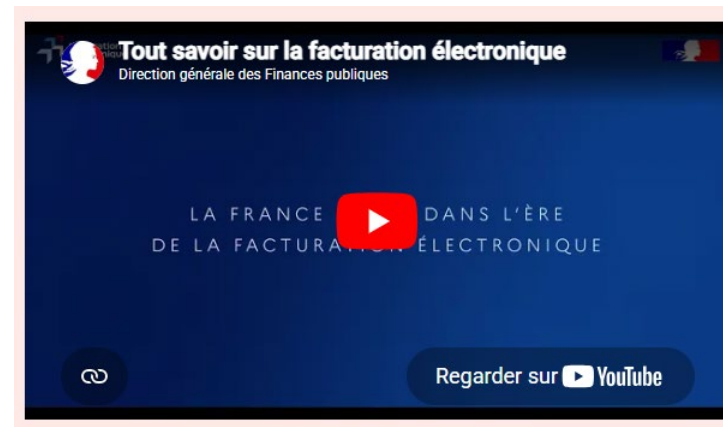 Tout savoir sur la facturation électronique
Direction générale des Finances publiques
LA FRANCE DANS L'ÈRE
DE LA FACTURATION ÉLECTRONIQUE
Regarder sur YouTube